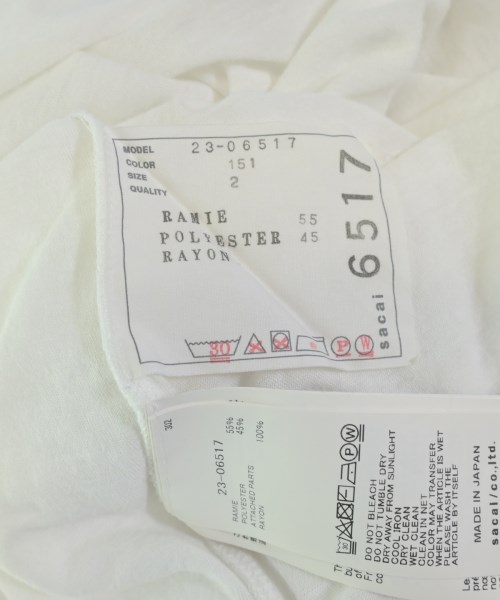 MODEL 23-06517
COLOR 151
SIZE 2
QUALITY
RAMIE 55
POLYESTER 45
RAYON
6517
sacai
30
P W
23-06517
RAMIE 55%
POLYESTER 45%
ATTACHED PARTS
RAYON 100%
30
P W
DO NOT BLEACH
DO NOT TUMBLE DRY
DRY AWAY FROM SUNLIGHT
COOL IRON
DRY CLEAN
WET CLEAN
CLEAN IN NET
COLOR MAY TRANSFER
WHEN THE ARTICLE IS WET
PLEASE WASH THE
ARTICLE BY ITSELF
MADE IN JAPAN
sacai/co.,ltd.